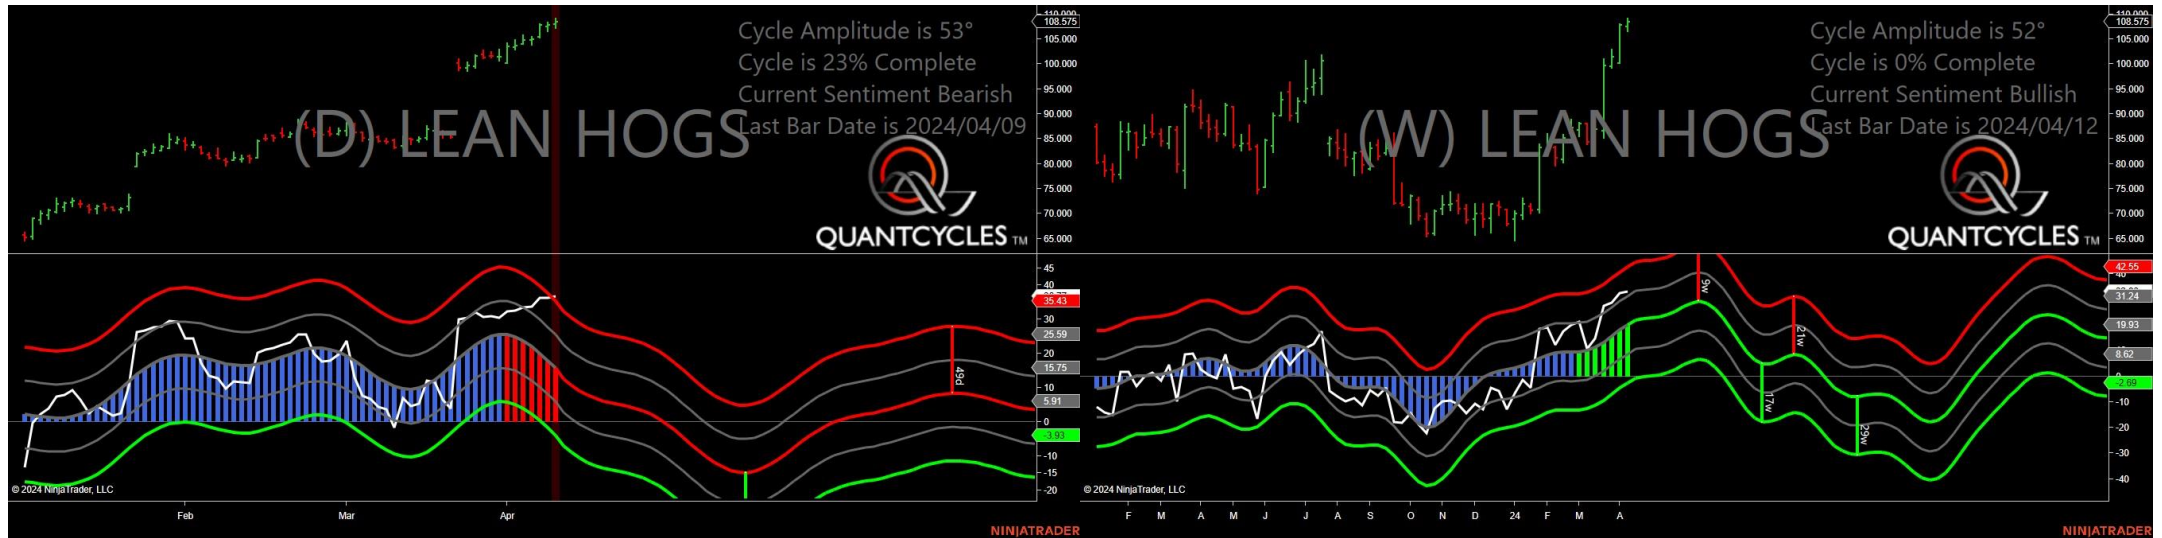 110.000
108.575
105.000
100.000
95.000
90.000
85.000
80.000
75.000
70.000
65.000
Cycle Amplitude is 53°
Cycle is 23% Complete
Current Sentiment Bearish
Last Bar Date is 2024/04/09
(D) LEAN HOGS
QUANTCYCLES TM
45
40
35.43
30
25.59
20
15.75
10
5.91
0
-3.93
-10
-15
-20
49d
© 2024 NinjaTrader, LLC
Feb Mar Apr
NINJATRADER
110.000
108.575
105.000
100.000
95.000
90.000
85.000
80.000
75.000
70.000
65.000
Cycle Amplitude is 52°
Cycle is 0% Complete
Current Sentiment Bullish
Last Bar Date is 2024/04/12
(W) LEAN HOGS
QUANTCYCLES TM
42.55
40
31.24
19.93
8.62
0
-2.69
-10
-20
-30
-40
9w
21w
17w
29w
© 2024 NinjaTrader, LLC
F M A M J J A S O N D 24 F M A
NINJATRADER